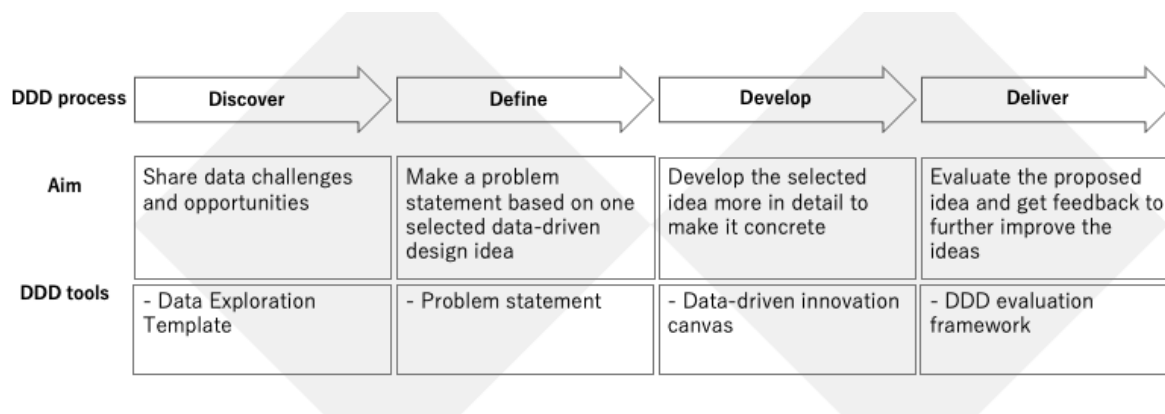 DDD process
Discover
Define
Develop
Deliver
Aim
Share data challenges
and opportunities
Make a problem
statement based on one
selected data-driven
design idea
Develop the selected
idea more in detail to
make it concrete
Evaluate the proposed
idea and get feedback to
further improve the
ideas
DDD tools
- Data Exploration
Template
- Problem statement
- Data-driven innovation
canvas
- DDD evaluation
framework